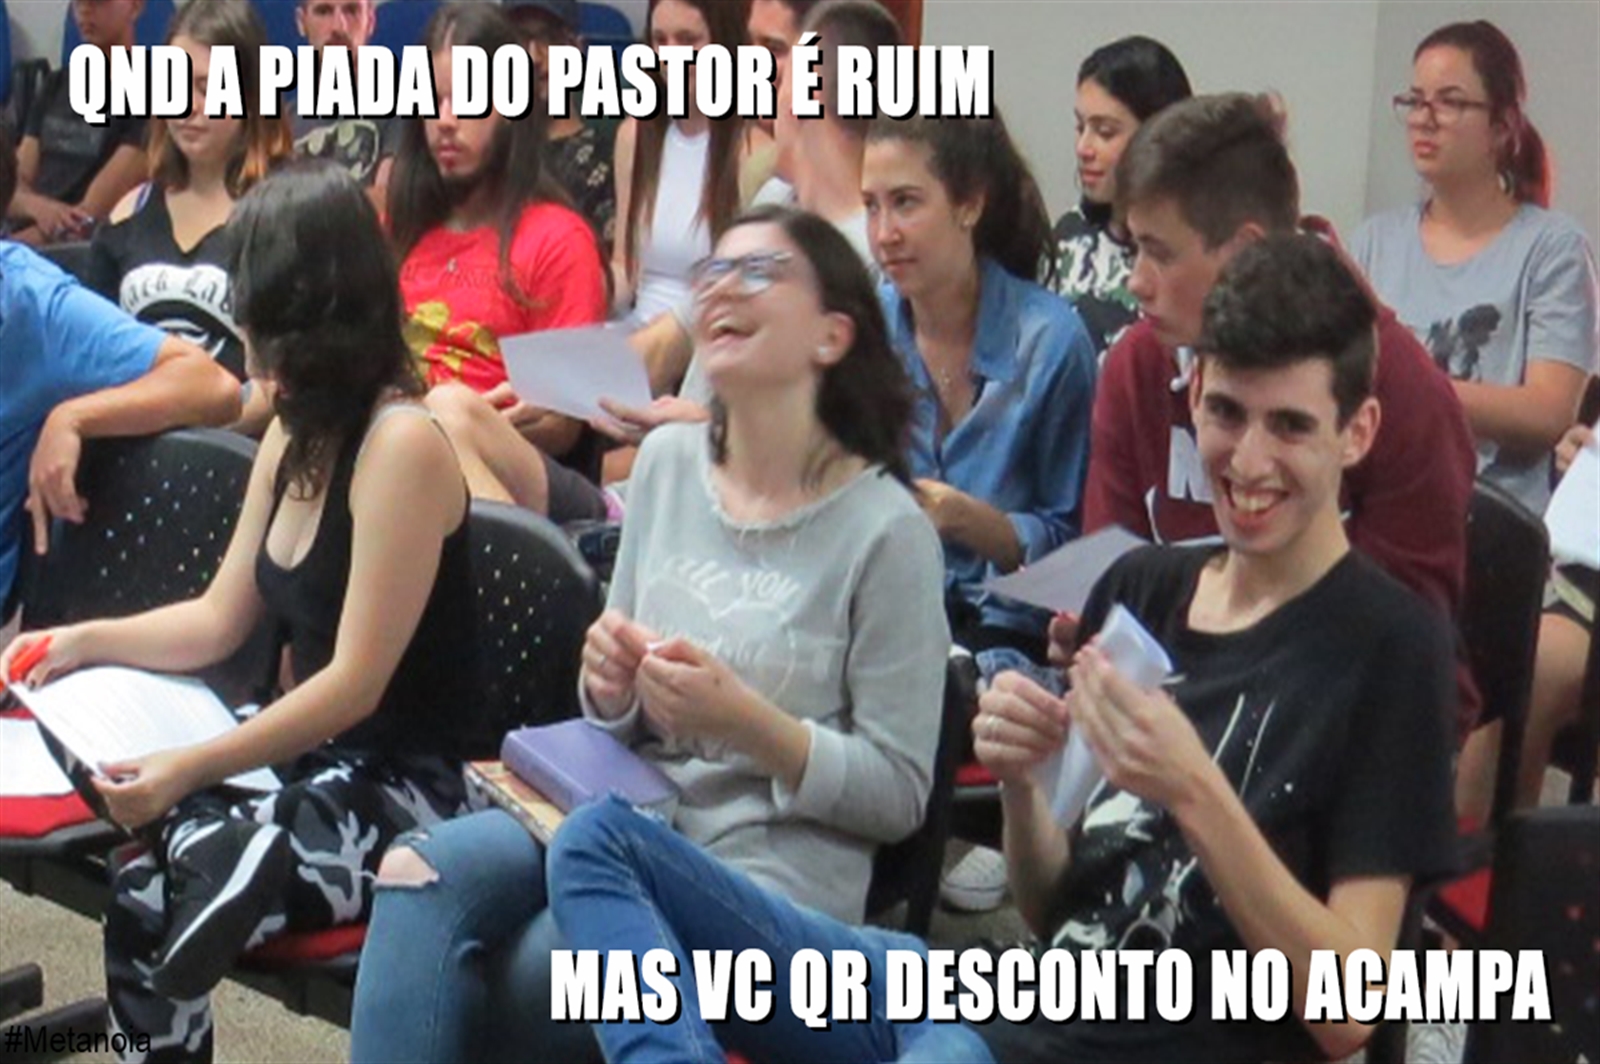 QND A PIADA DO PASTOR É RUIM
MAS VC QR DESCONTO NO ACAMPA
#Metanoia